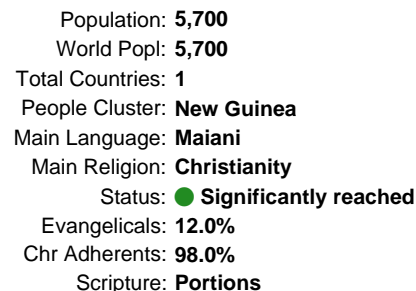 Population: 5,700
World Popl: 5,700
Total Countries: 1
People Cluster: New Guinea
Main Language: Maiani
Main Religion: Christianity
Status: Significantly reached
Evangelicals: 12.0%
Chr Adherents: 98.0%
Scripture: Portions